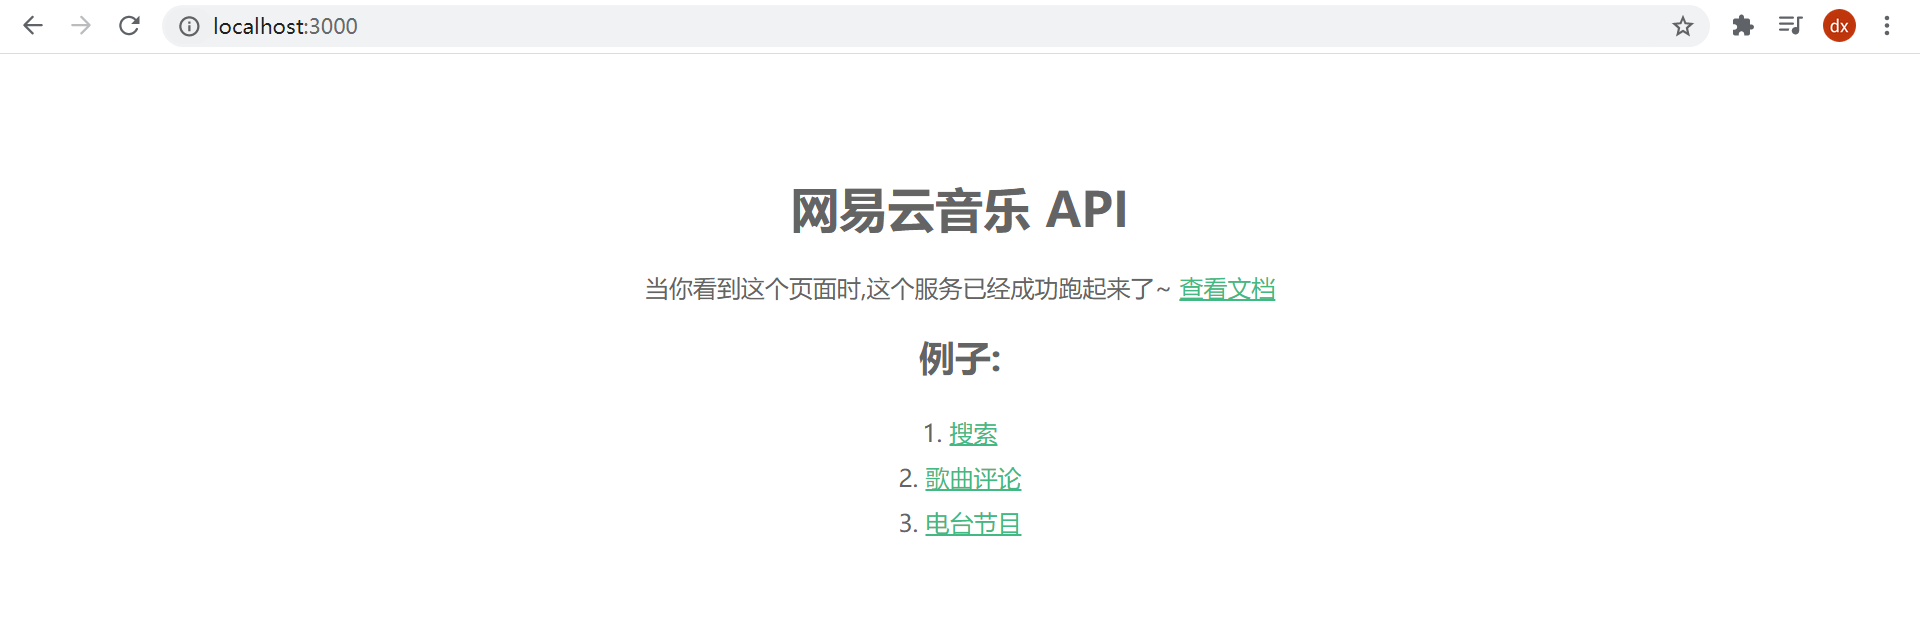 localhost:3000
dx
网易云音乐 API
当你看到这个页面时,这个服务已经成功跑起来了~ 查看文档
例子:
1. 搜索
2. 歌曲评论
3. 电台节目